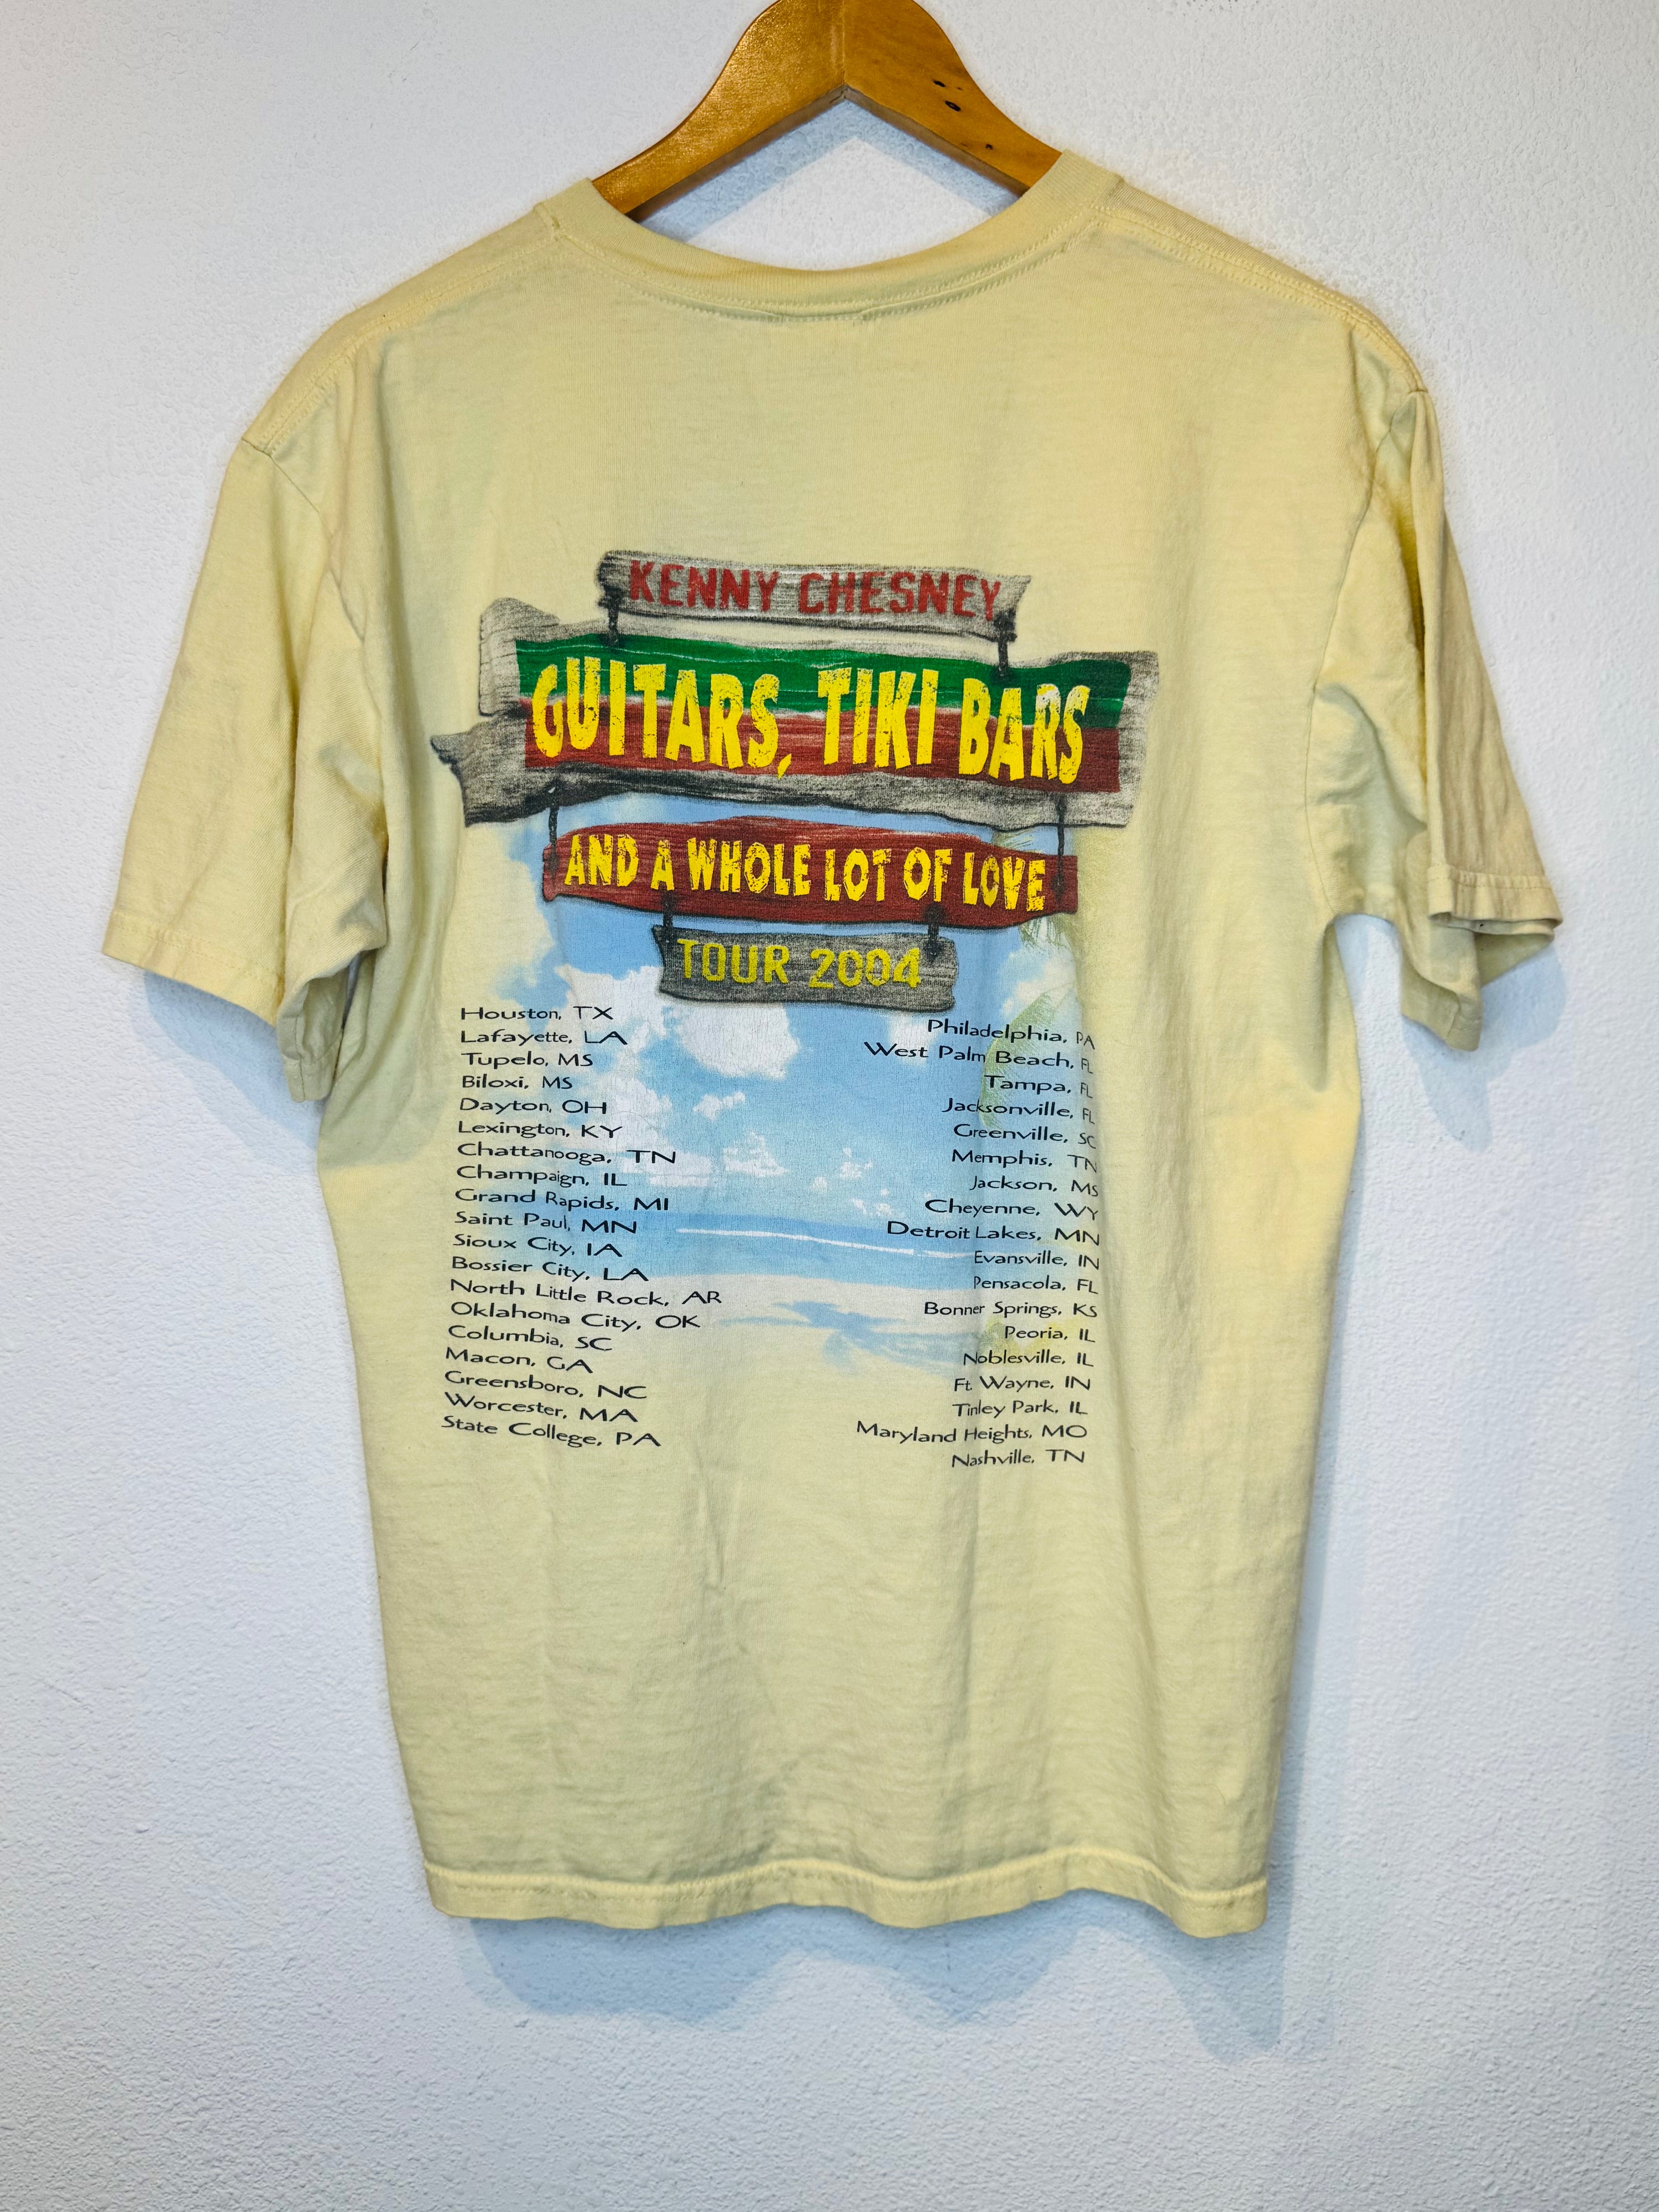 KENNY CHESNEY
GUITARS, TIKI BARS
AND A WHOLE LOT OF LOVE
TOUR 2004
Houston, TX
Lafayette, LA
Tupelo, MS
Biloxi, MS
Dayton, OH
Lexington, KY
Chattanooga, TN
Champaign, IL
Grand Rapids, MI
Saint Paul, MN
Sioux City, IA
Bossier City, LA
North Little Rock, AR
Oklahoma City, OK
Columbia, SC
Macon, GA
Greensboro, NC
Worcester, MA
State College, PA
Philadelphia, PA
West Palm Beach, FL
Tampa, FL
Jacksonville, FL
Greenville, SC
Memphis, TN
Jackson, MS
Cheyenne, WY
Detroit Lakes, MN
Evansville, IN
Pensacola, FL
Bonner Springs, KS
Peoria, IL
Noblesville, IL
Ft. Wayne, IN
Tinley Park, IL
Maryland Heights, MO
Nashville, TN